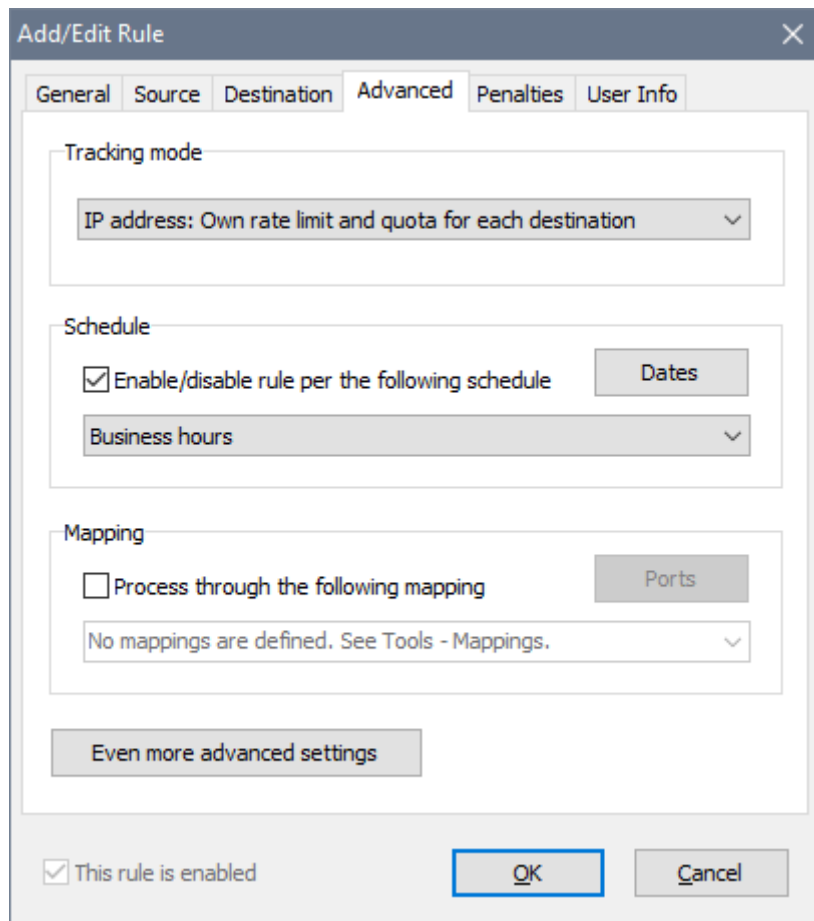 Add/Edit Rule
General Source Destination Advanced Penalties User Info
Tracking mode
IP address: Own rate limit and quota for each destination
Schedule
Enable/disable rule per the following schedule Dates
Business hours
Mapping
Process through the following mapping Ports
No mappings are defined. See Tools - Mappings.
Even more advanced settings
This rule is enabled OK Cancel